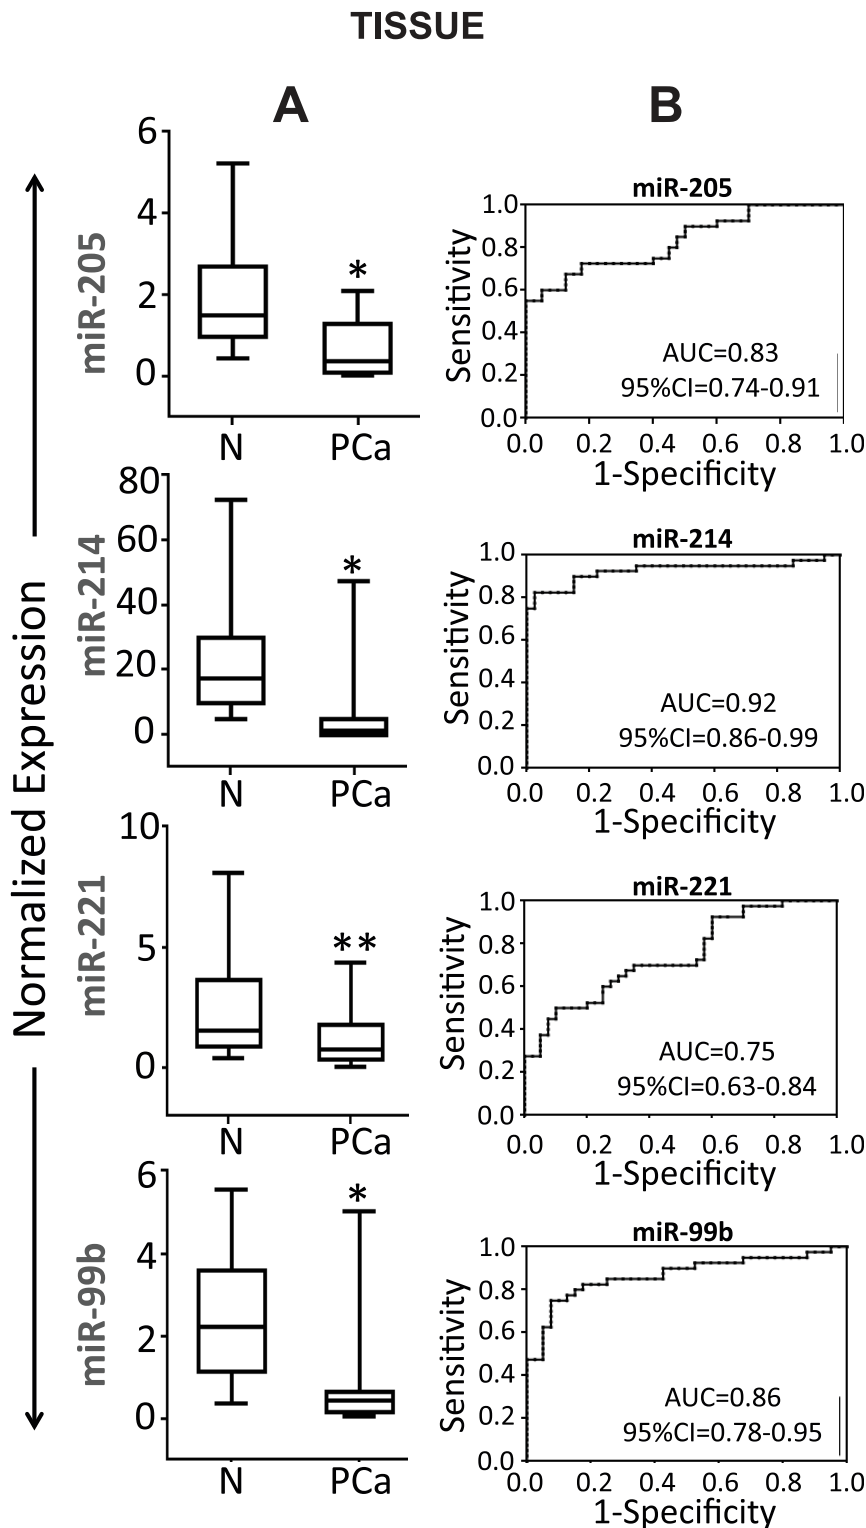 TISSUE
A
B
Normalized Expression
miR-205
6
4
2
0
*
N
PCa
miR-205
Sensitivity
1.0
0.8
0.6
0.4
0.2
0.0
AUC=0.83
95%CI=0.74-0.91
0.0 0.2 0.4 0.6 0.8 1.0
1-Specificity
miR-214
80
60
40
20
0
*
N
PCa
miR-214
Sensitivity
1.0
0.8
0.6
0.4
0.2
0.0
AUC=0.92
95%CI=0.86-0.99
0.0 0.2 0.4 0.6 0.8 1.0
1-Specificity
miR-221
10
5
0
**
N
PCa
miR-221
Sensitivity
1.0
0.8
0.6
0.4
0.2
0.0
AUC=0.75
95%CI=0.63-0.84
0.0 0.2 0.4 0.6 0.8 1.0
1-Specificity
miR-99b
6
4
2
0
*
N
PCa
miR-99b
Sensitivity
1.0
0.8
0.6
0.4
0.2
0.0
AUC=0.86
95%CI=0.78-0.95
0.0 0.2 0.4 0.6 0.8 1.0
1-Specificity